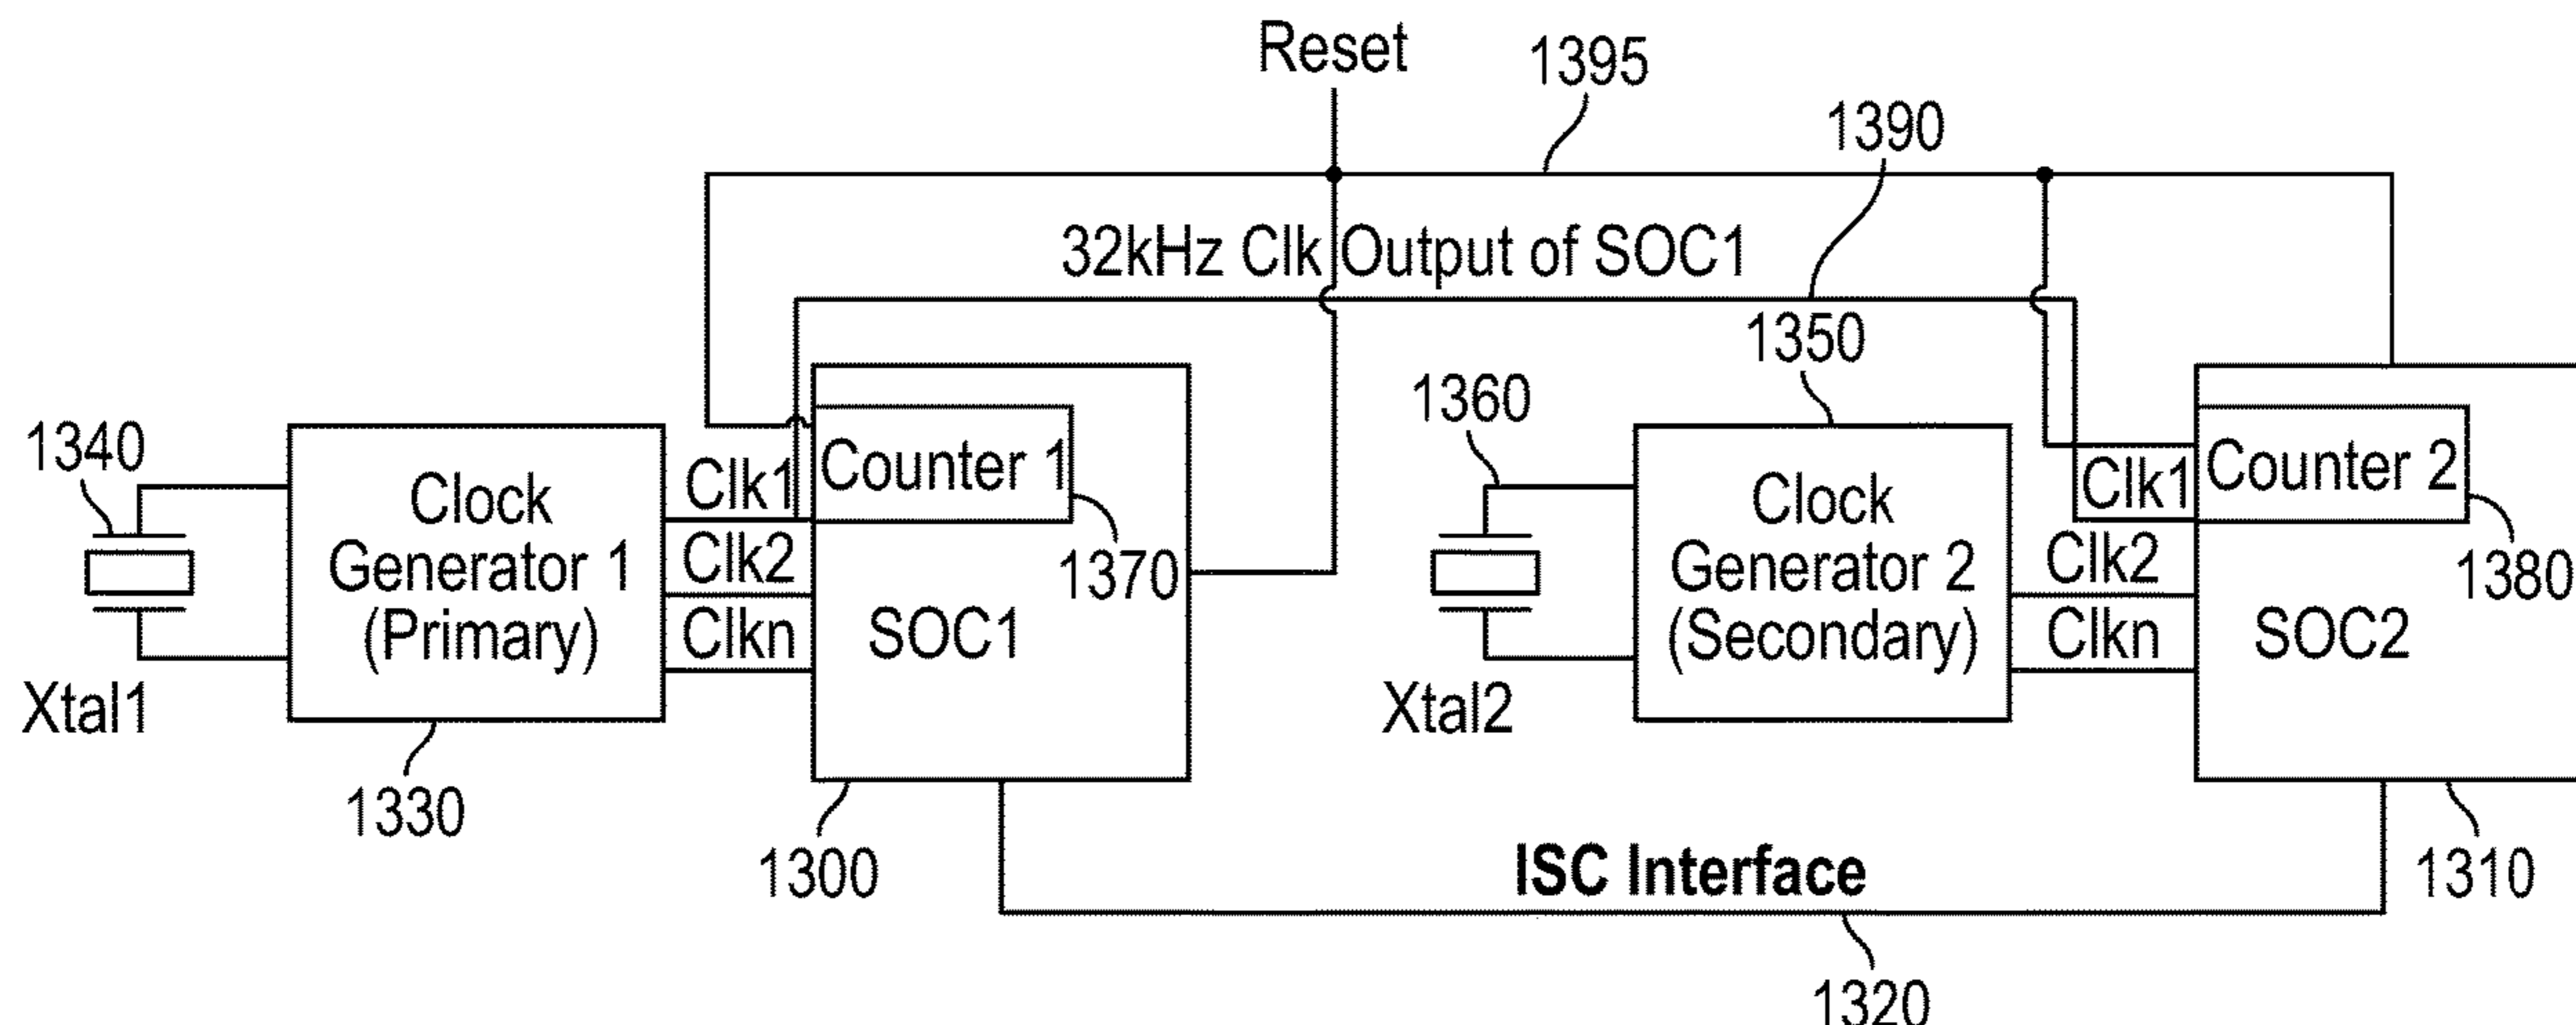 Reset
1395
1390
32kHz Clk Output of SOC1
1350
1360
1340
Clk1
Counter 1
Clock
Generator 1
(Primary)
Clk2
Clkn
1370
SOC1
Xtal1
1330
1300
Clock
Generator 2
(Secondary)
Clk1
Counter 2
Clk2
Clkn
1380
SOC2
Xtal2
ISC Interface
1310
1320